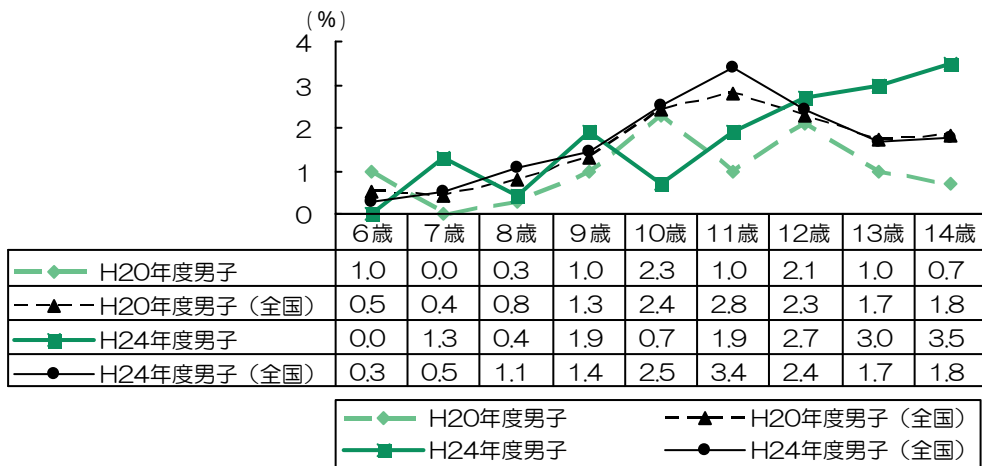 (%)
4
3
2
1
0
6歳 7歳 8歳 9歳 10歳 11歳 12歳 13歳 14歳
H20年度男子 1.0 0.0 0.3 1.0 2.3 1.0 2.1 1.0 0.7
H20年度男子（全国） 0.5 0.4 0.8 1.3 2.4 2.8 2.3 1.7 1.8
H24年度男子 0.0 1.3 0.4 1.9 0.7 1.9 2.7 3.0 3.5
H24年度男子（全国） 0.3 0.5 1.1 1.4 2.5 3.4 2.4 1.7 1.8
H20年度男子 H20年度男子（全国）
H24年度男子 H24年度男子（全国）